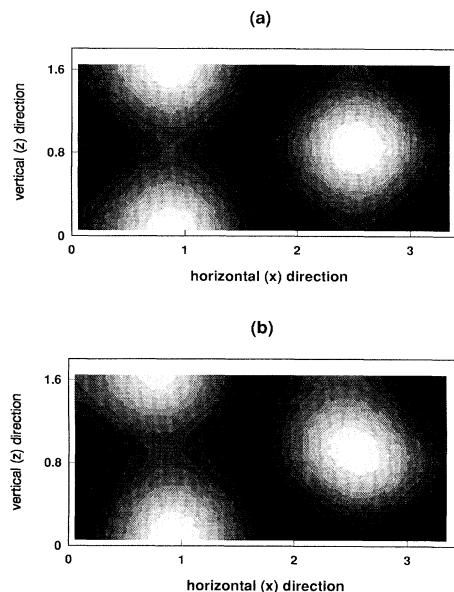 (a)
1.6
0.8
0
vertical (z) direction
1
2
3
horizontal (x) direction
(b)
1.6
0.8
0
vertical (z) direction
0
1
2
3
horizontal (x) direction